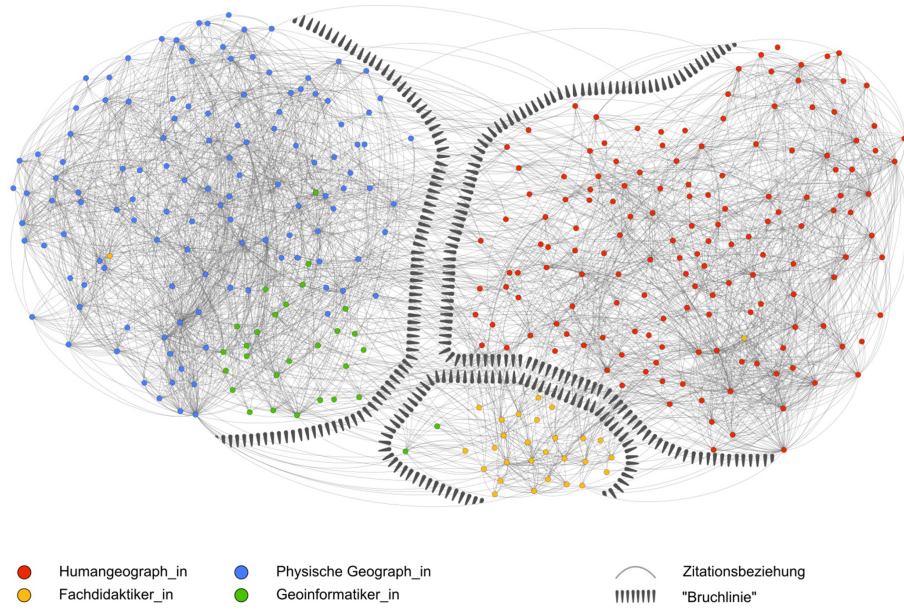 Humangeograph_in
Physische Geograph_in
Zitationsbeziehung
Fachdidaktiker_in
Geoinformatiker_in
"Bruchlinie"